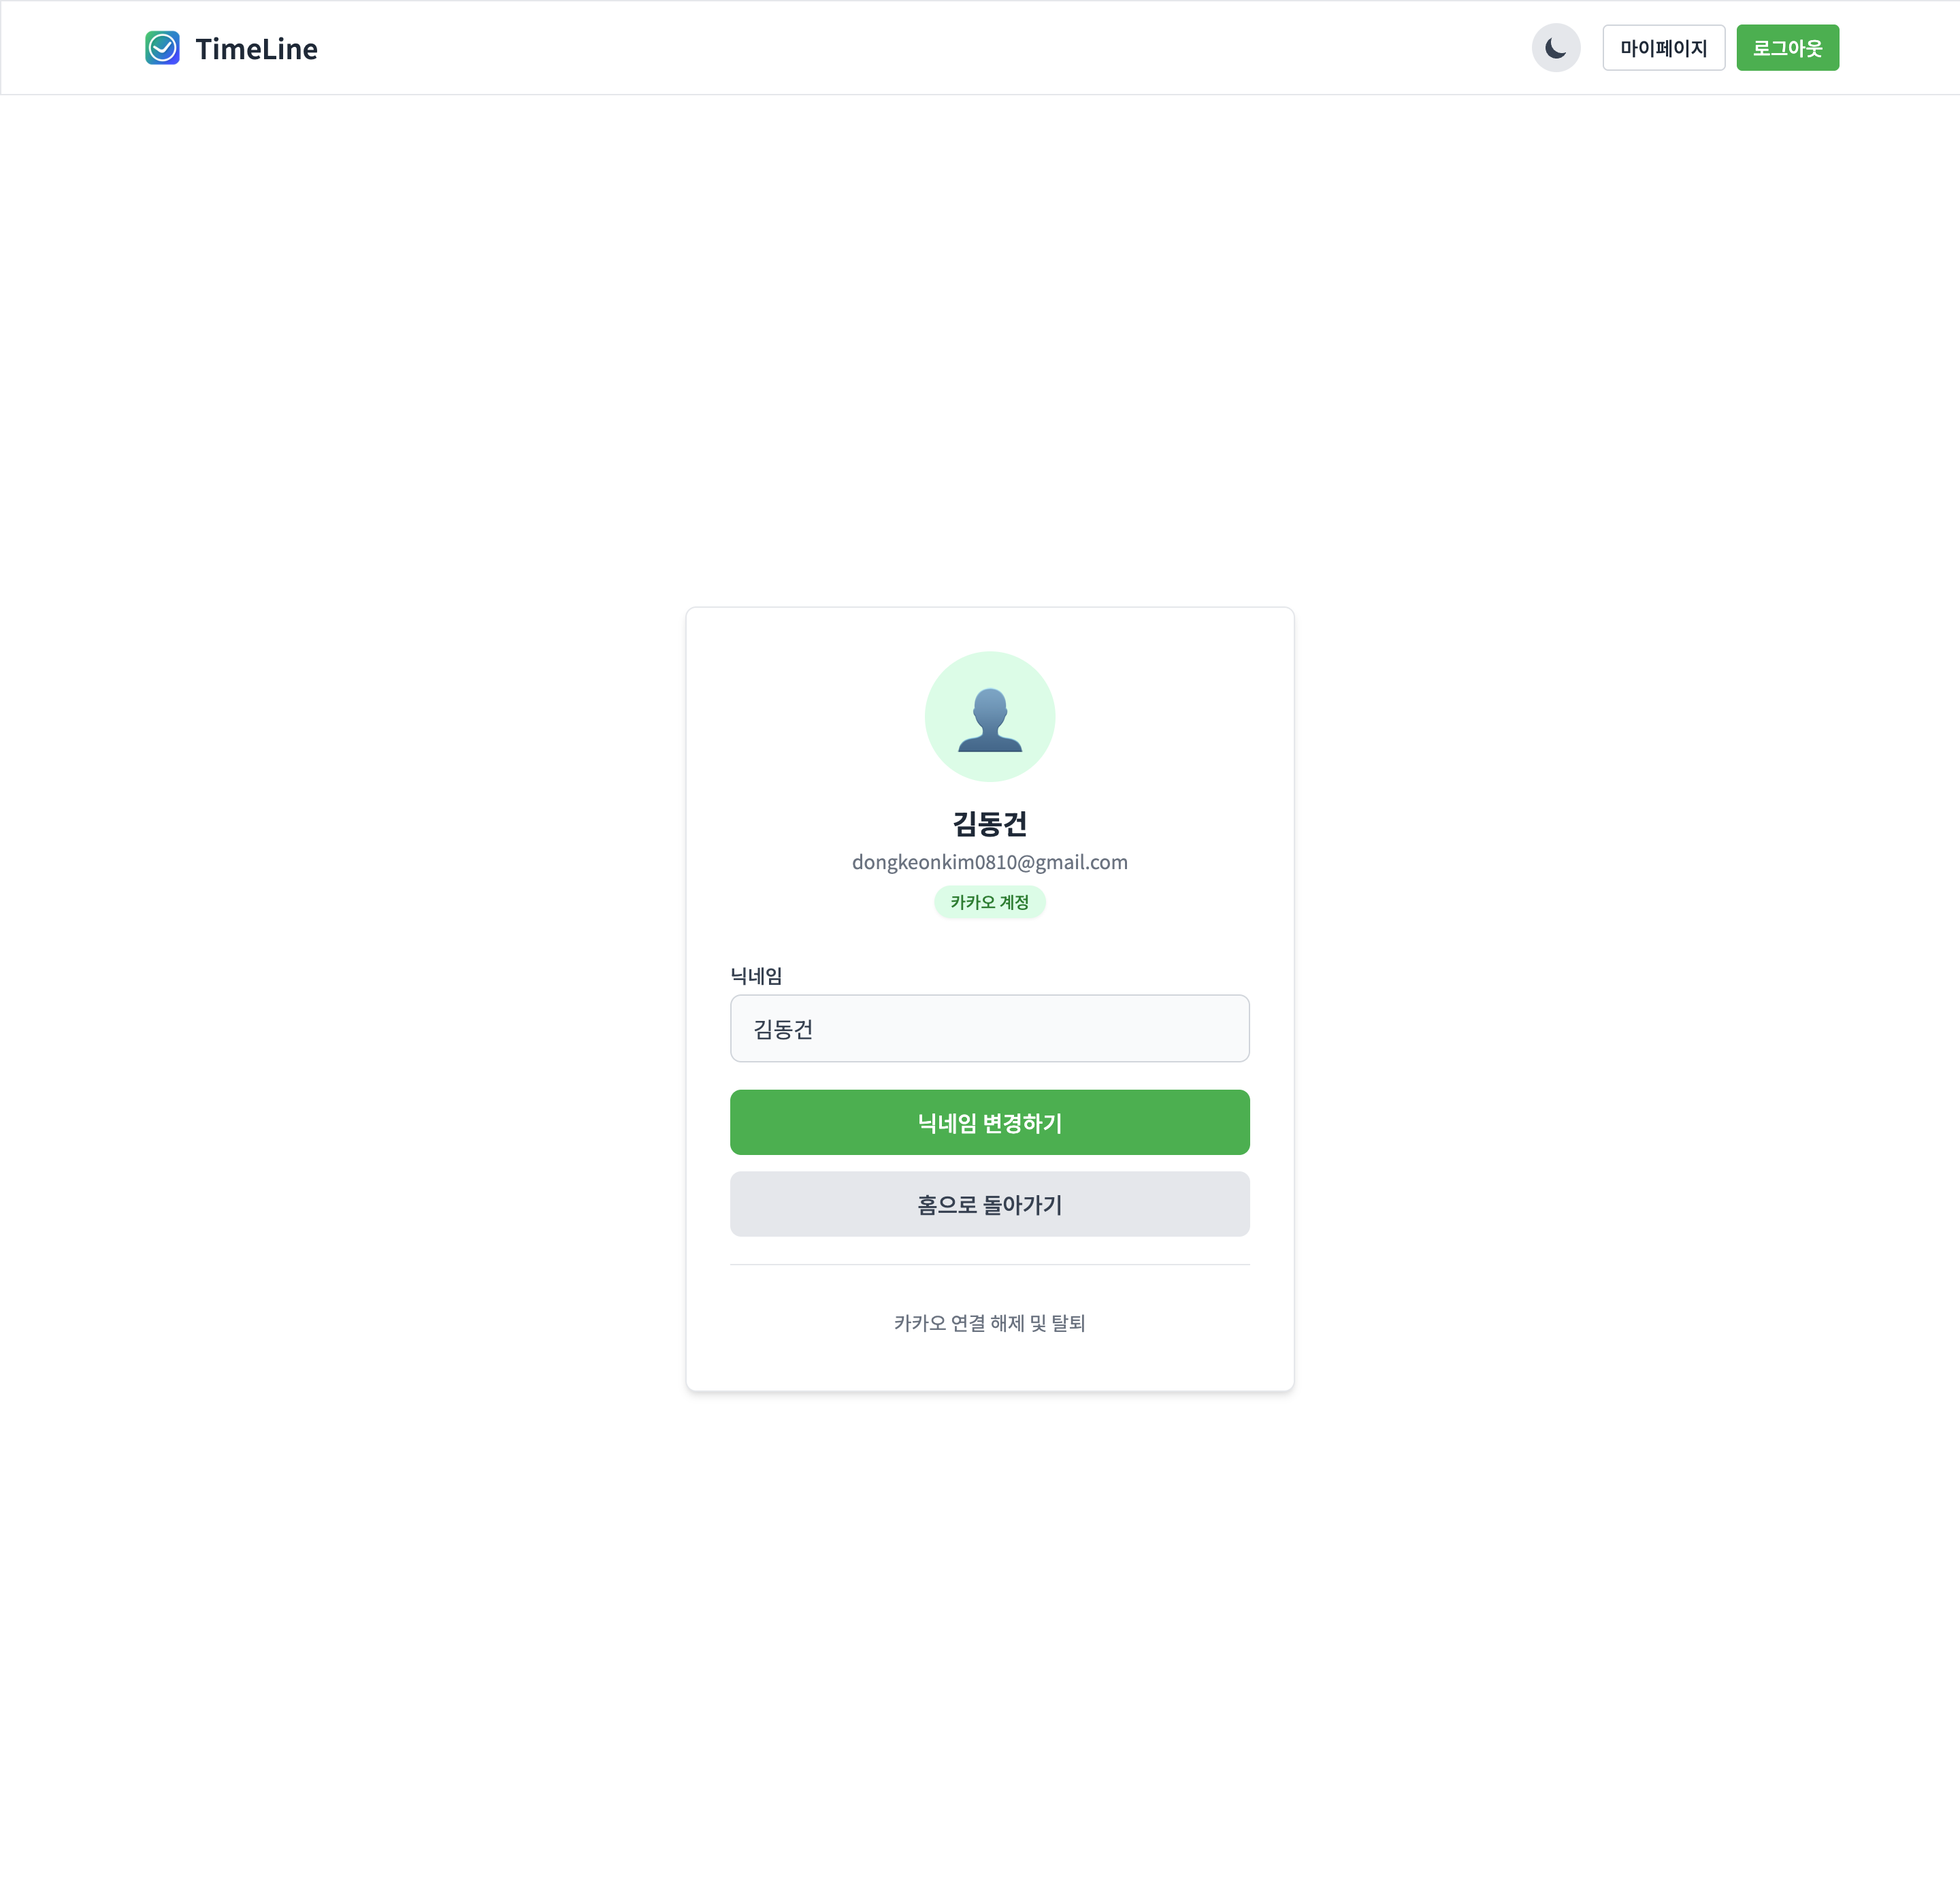 TimeLine
마이페이지
로그아웃
김동건
dongkeonkim0810@gmail.com
카카오 계정
닉네임
김동건
닉네임 변경하기
홈으로 돌아가기
카카오 연결 해제 및 탈퇴